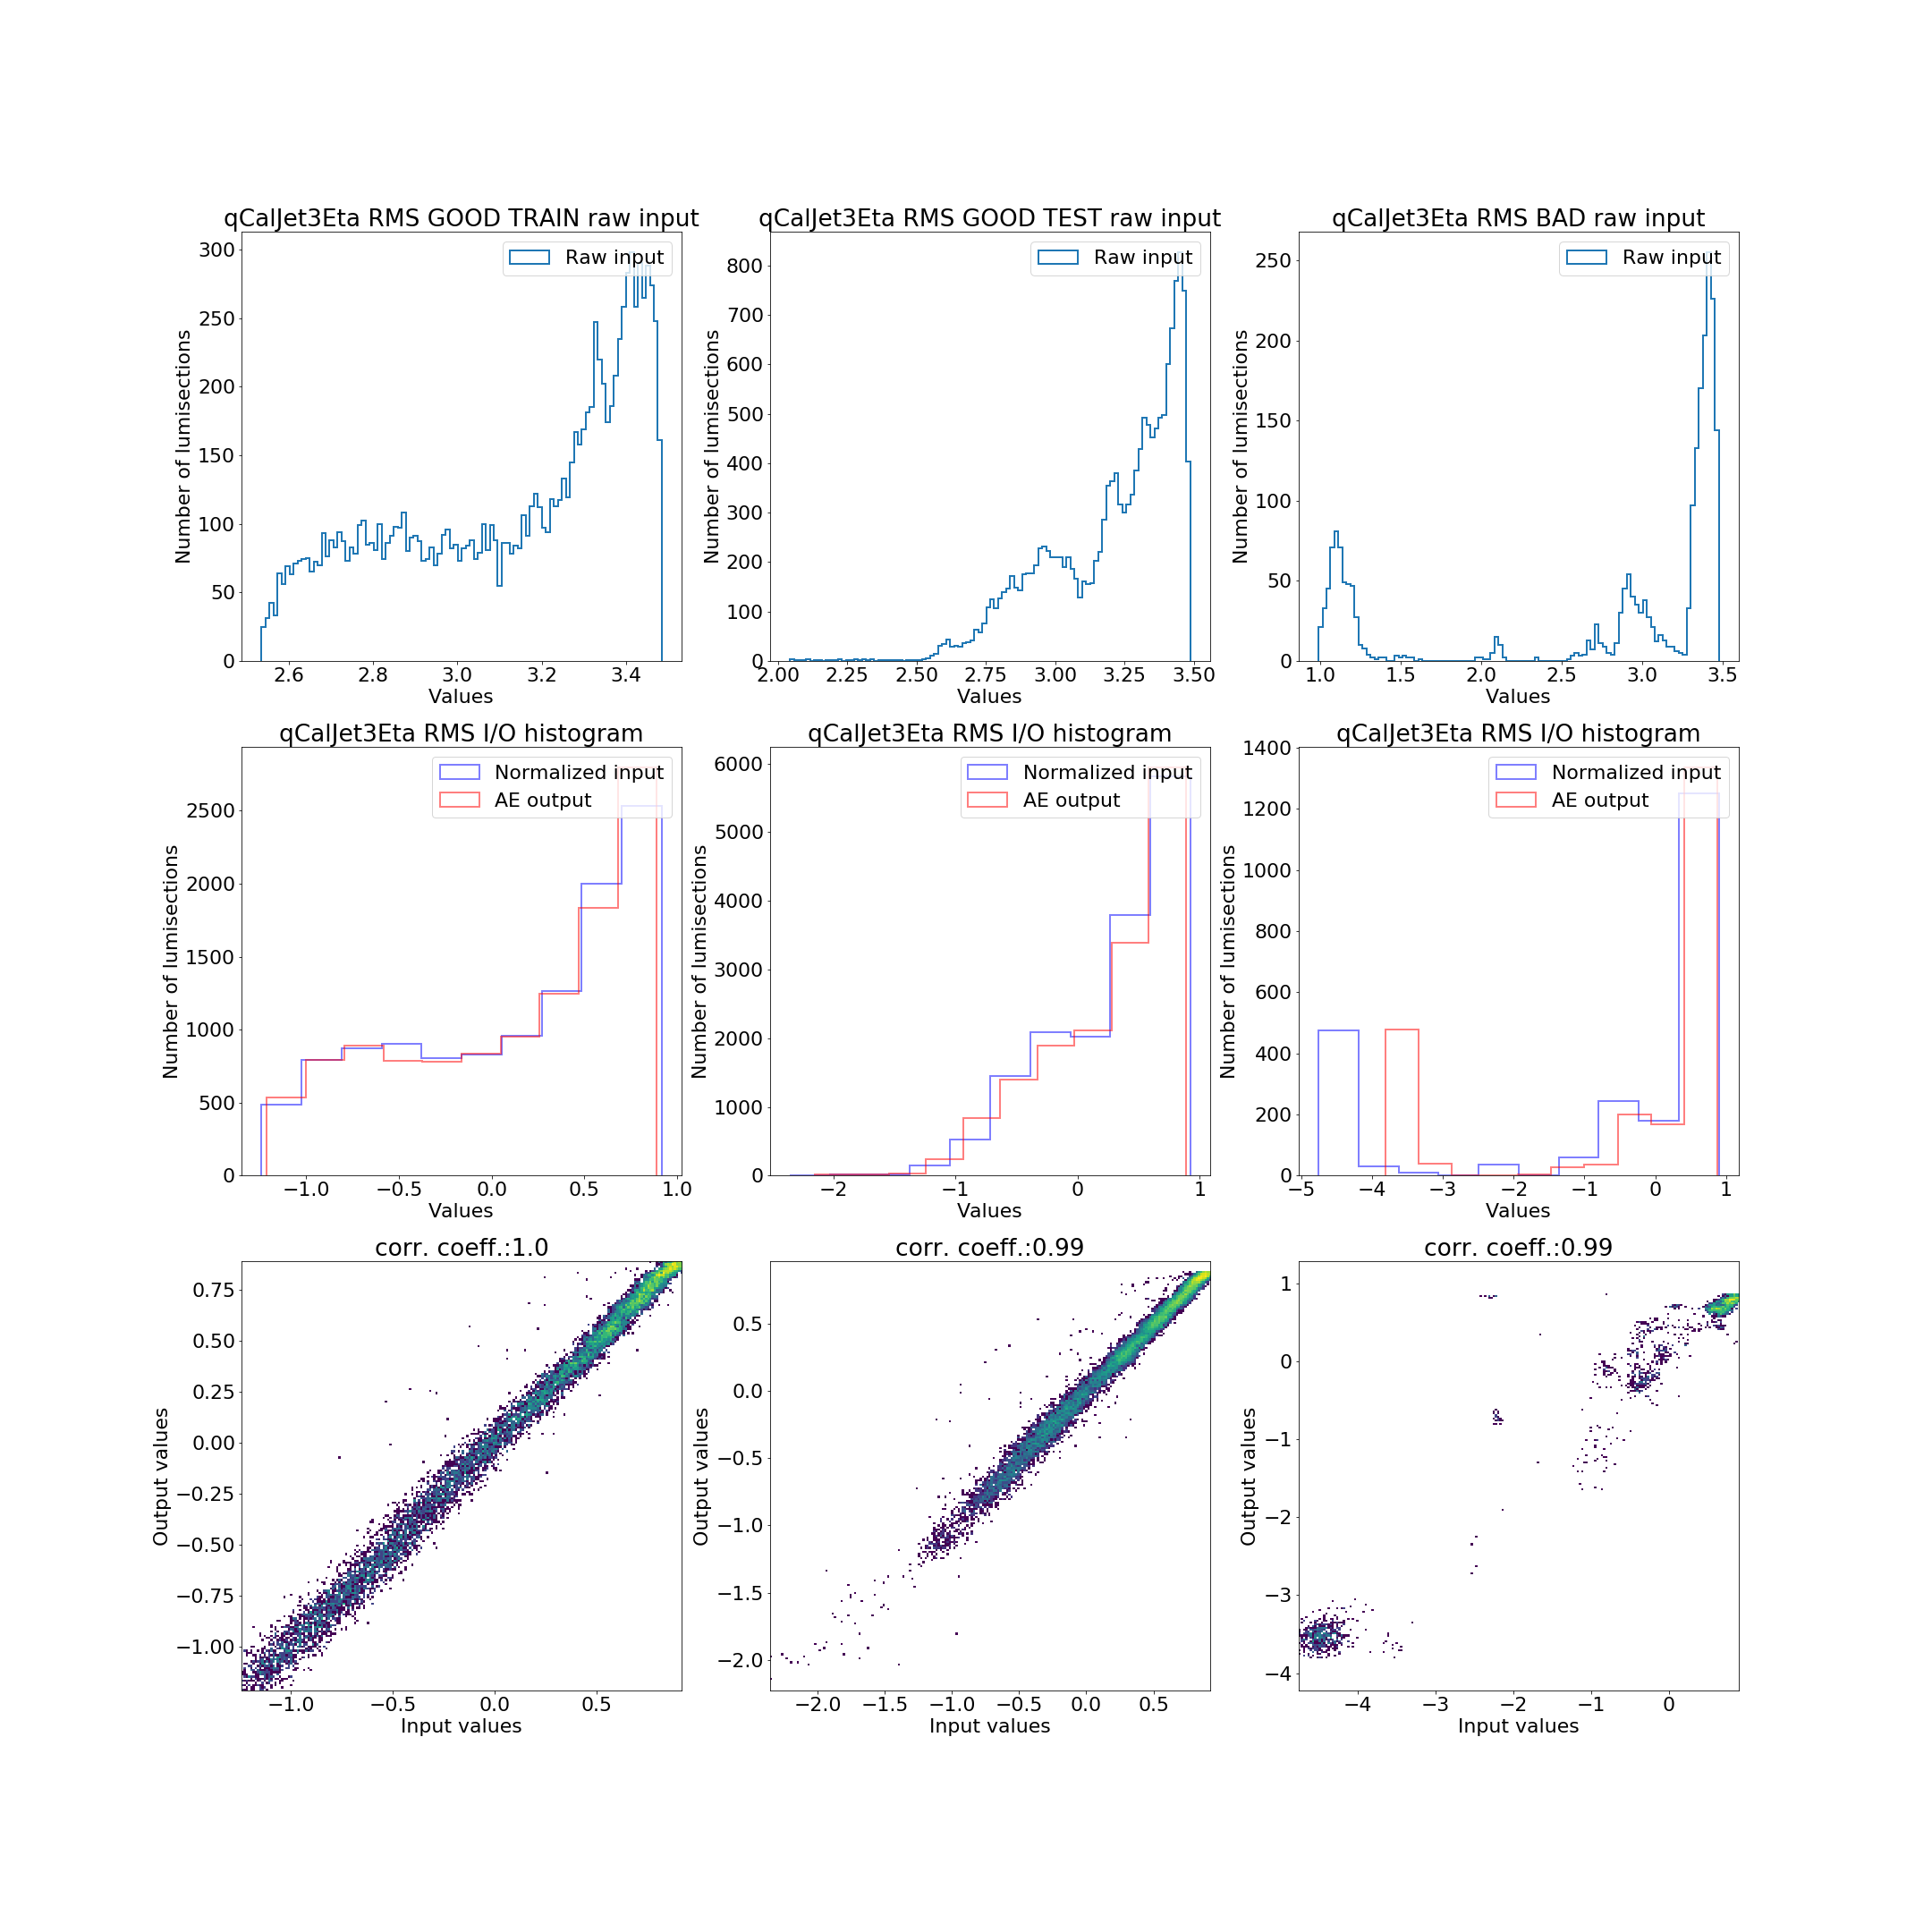 qCalJet3Eta RMS GOOD TRAIN raw input
qCalJet3Eta RMS GOOD TEST raw input
qCalJet3Eta RMS BAD raw input
Raw input
Raw input
Raw input
Number of lumisections
300
250
200
150
100
50
0
2.6 2.8 3.0 3.2 3.4
Values
Number of lumisections
800
700
600
500
400
300
200
100
0
2.00 2.25 2.50 2.75 3.00 3.25 3.50
Values
Number of lumisections
250
200
150
100
50
0
1.0 1.5 2.0 2.5 3.0 3.5
Values
qCalJet3Eta RMS I/O histogram
qCalJet3Eta RMS I/O histogram
qCalJet3Eta RMS I/O histogram
Normalized input
AE output
Normalized input
AE output
Normalized input
AE output
Number of lumisections
2500
2000
1500
1000
500
0
−1.0 −0.5 0.0 0.5 1.0
Values
Number of lumisections
6000
5000
4000
3000
2000
1000
0
−2 −1 0 1
Values
Number of lumisections
1400
1200
1000
800
600
400
200
0
−5 −4 −3 −2 −1 0 1
Values
corr. coeff.:1.0
corr. coeff.:0.99
corr. coeff.:0.99
Output values
0.75
0.50
0.25
0.00
−0.25
−0.50
−0.75
−1.00
−1.0 −0.5 0.0 0.5
Input values
Output values
0.5
0.0
−0.5
−1.0
−1.5
−2.0
−2.0 −1.5 −1.0 −0.5 0.0 0.5
Input values
Output values
1
0
−1
−2
−3
−4
−4 −3 −2 −1 0
Input values